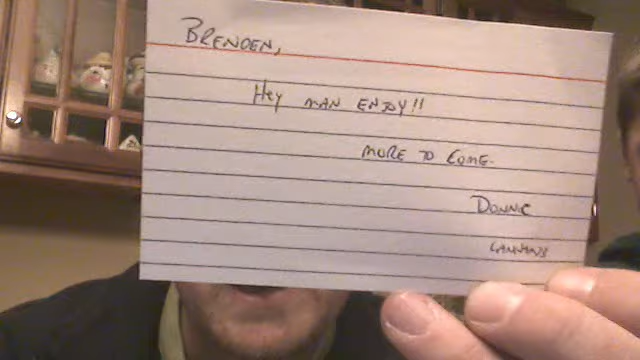 BRENDEN,
HEY MAN ENJOY!!
MORE TO COME.
DONNIE